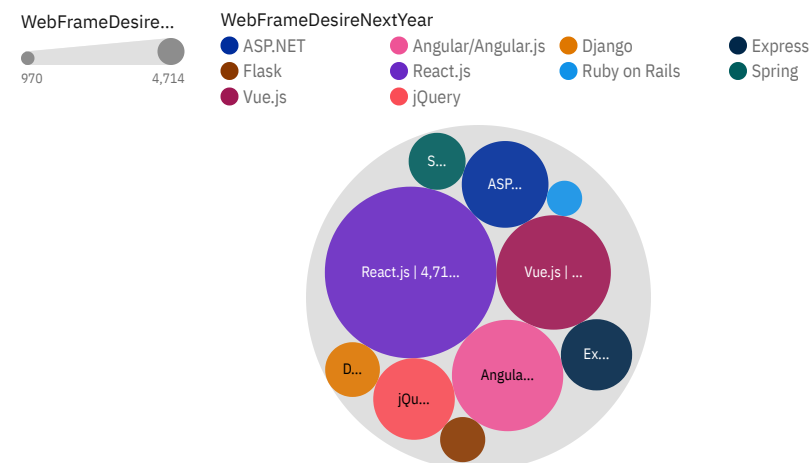 WebFrameDesire...
970 4,714
WebFrameDesireNextYear
ASP.NET Angular/Angular.js Django Express
Flask React.js Ruby on Rails Spring
Vue.js jQuery
S...
ASP...
React.js | 4,71...
Vue.js | ...
Ex...
D...
Angula...
jQu...